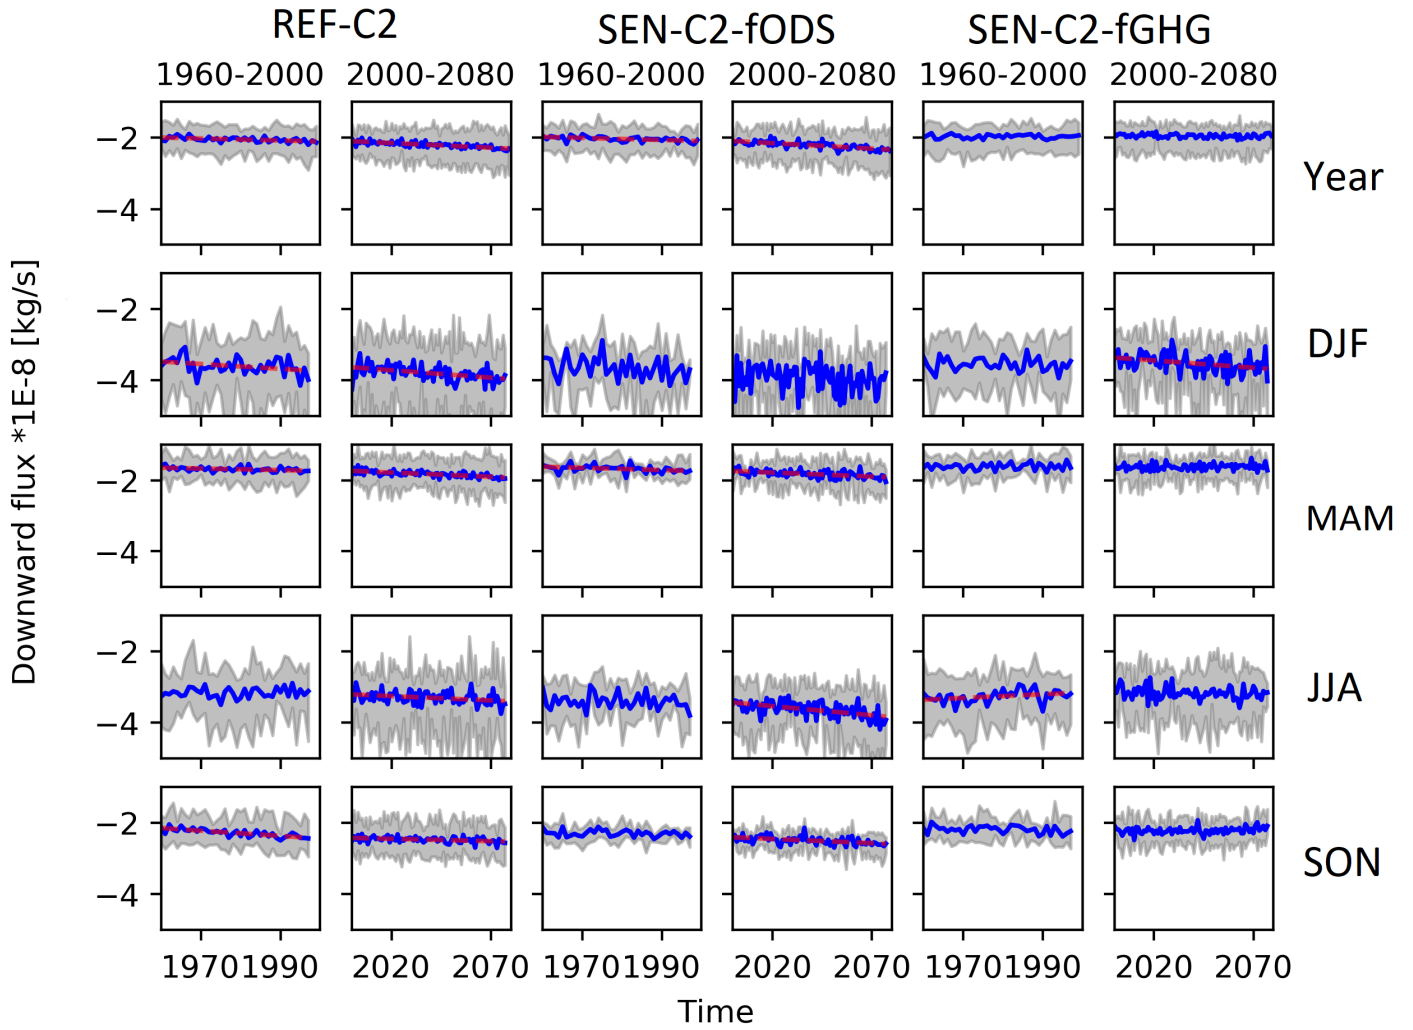 REF-C2 SEN-C2-fODS SEN-C2-fGHG
1960-2000 2000-2080 1960-2000 2000-2080 1960-2000 2000-2080
−2
−4
Year
−2
−4
DJF
Downward flux *1E-8 [kg/s]
−2
−4
MAM
−2
−4
JJA
−2
−4
SON
1970 1990 2020 2070 1970 1990 2020 2070 1970 1990 2020 2070
Time